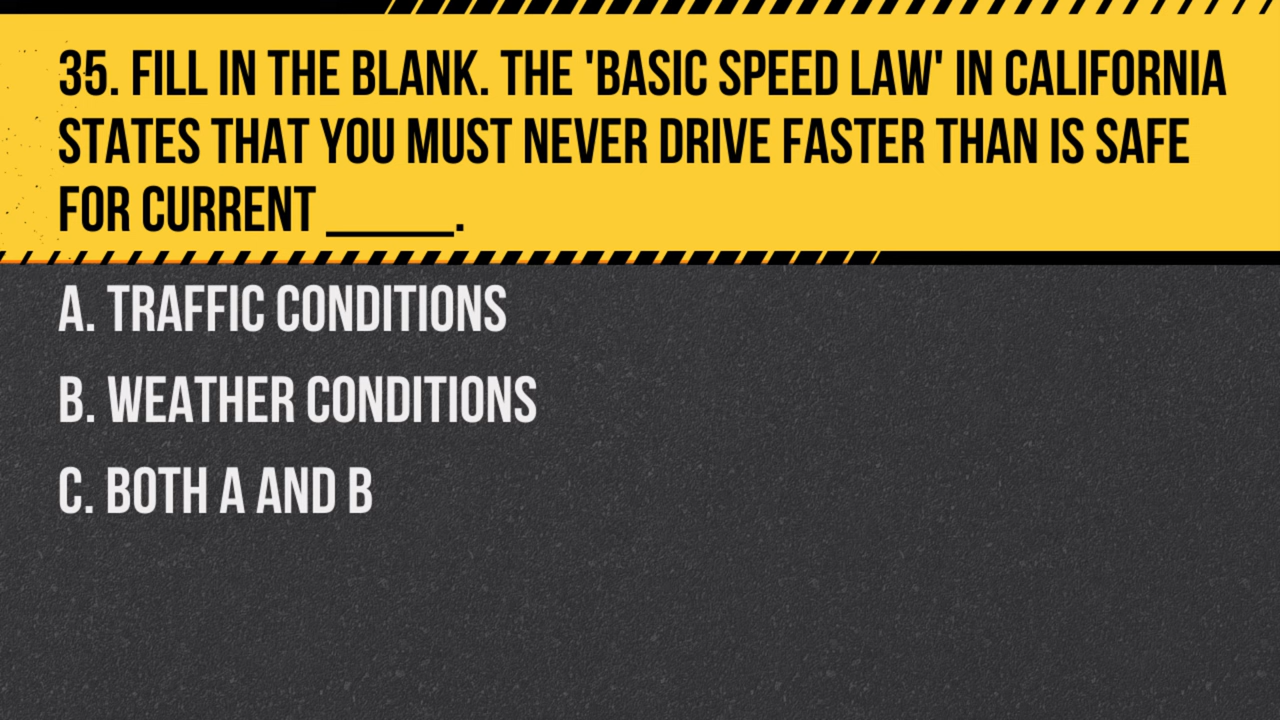 35. FILL IN THE BLANK. THE 'BASIC SPEED LAW' IN CALIFORNIA
STATES THAT YOU MUST NEVER DRIVE FASTER THAN IS SAFE
FOR CURRENT ______.
A. TRAFFIC CONDITIONS
B. WEATHER CONDITIONS
C. BOTH A AND B